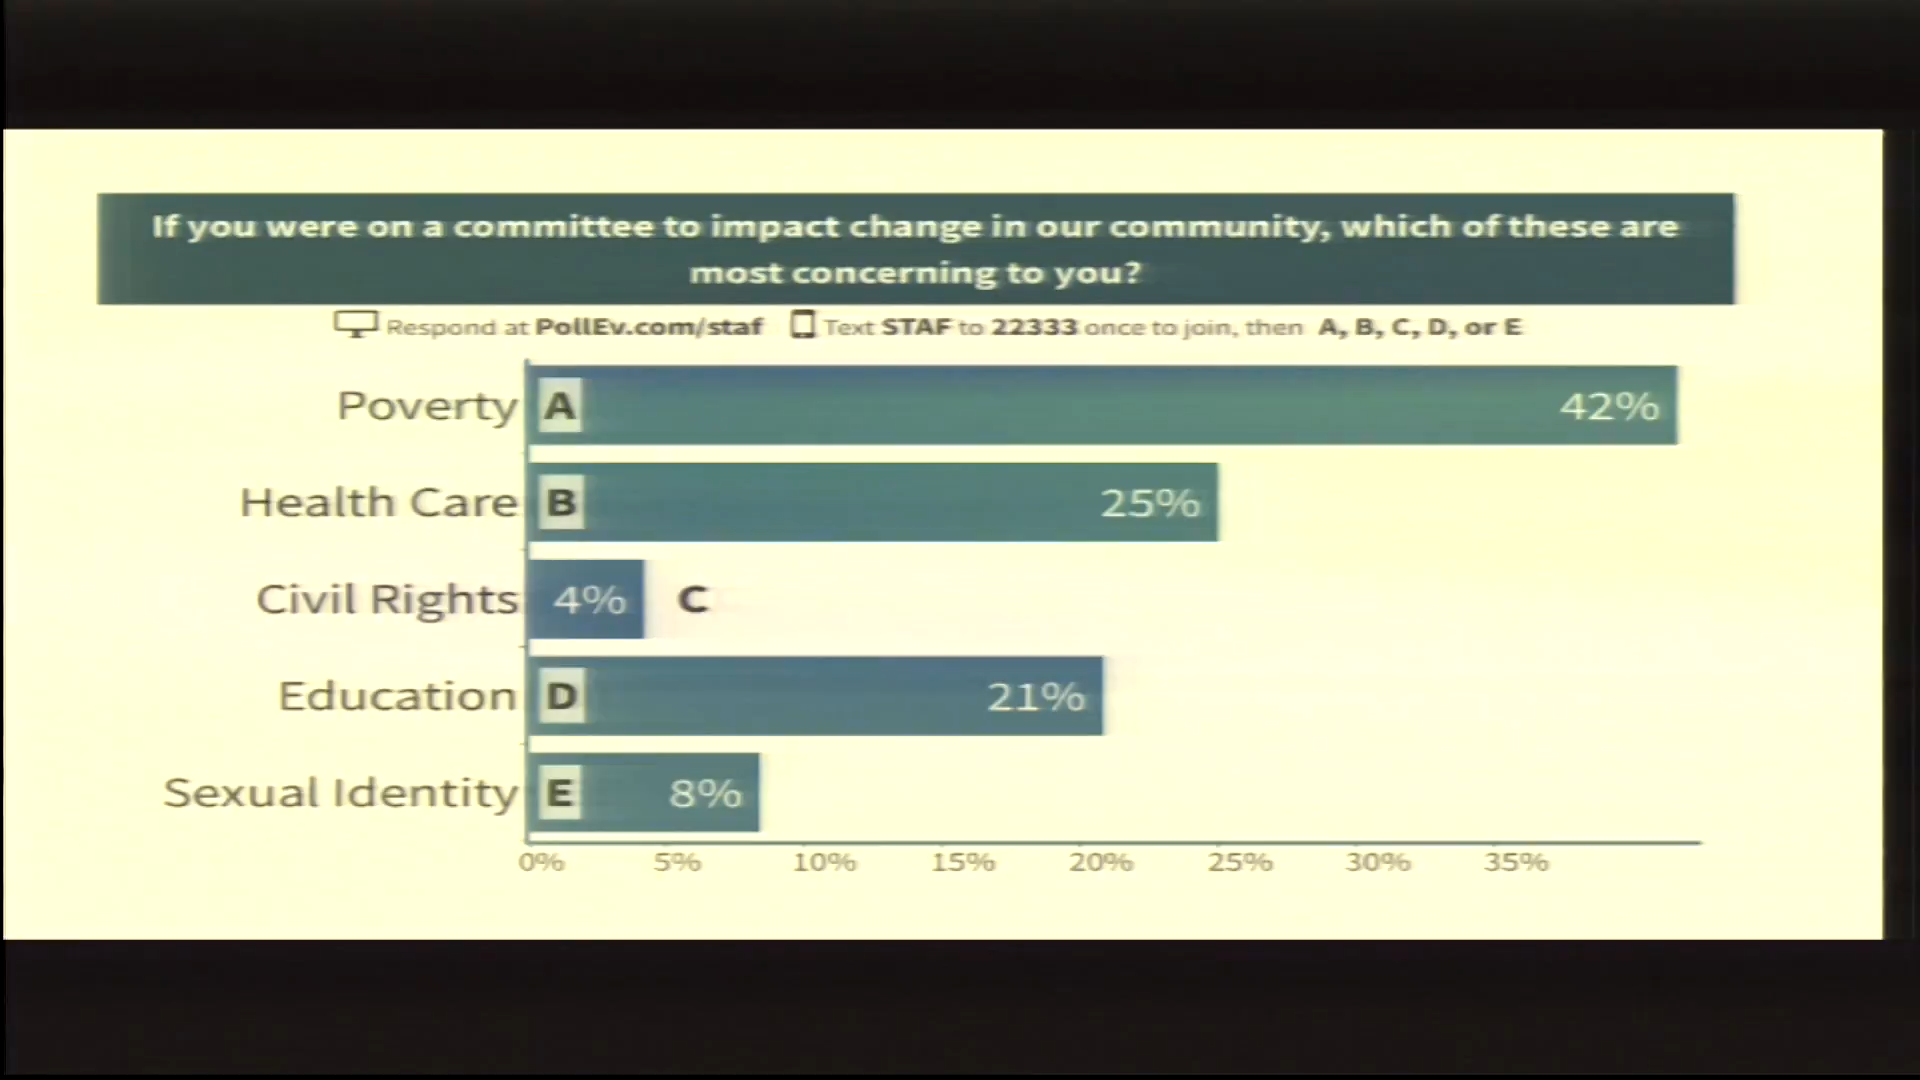 If you were on a committee to impact change in our community, which of these are
most concerning to you?
Respond at PollEv.com/staf Text STAF to 22333 once to join, then A, B, C, D, or E
Poverty A 42%
Health Care B 25%
Civil Rights 4% C
Education D 21%
Sexual Identity E 8%
0% 5% 10% 15% 20% 25% 30% 35%